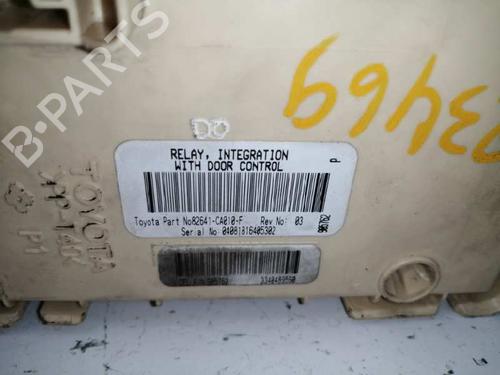 B-PARTS
3469
DO
RELAY, INTEGRATION
WITH DOOR CONTROL
P
Toyota Part No82641-CA010-F Rev No: 03
Serial No 04081816405302
TOYOTA
P1